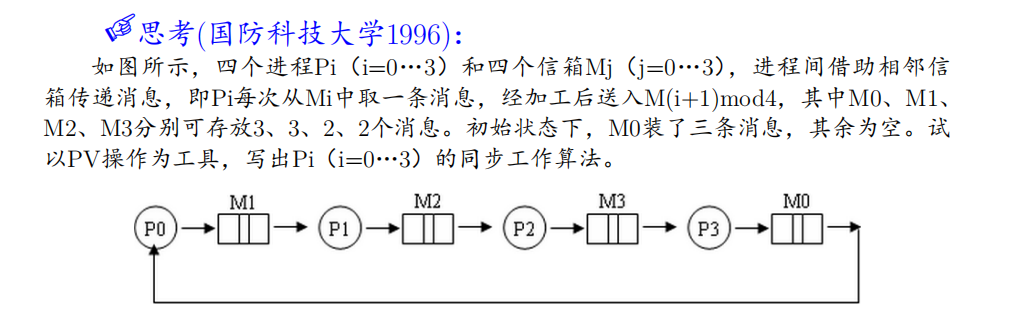 思考(国防科技大学1996)：
如图所示，四个进程Pi（i=0⋯3）和四个信箱Mj（j=0⋯3），进程间借助相邻信
箱传递消息，即Pi每次从Mi中取一条消息，经加工后送入M(i+1)mod4，其中M0、M1、
M2、M3分别可存放3、3、2、2个消息。初始状态下，M0装了三条消息，其余为空。试
以PV操作为工具，写出Pi（i=0⋯3）的同步工作算法。
M1 M2 M3 M0
P0 P1 P2 P3